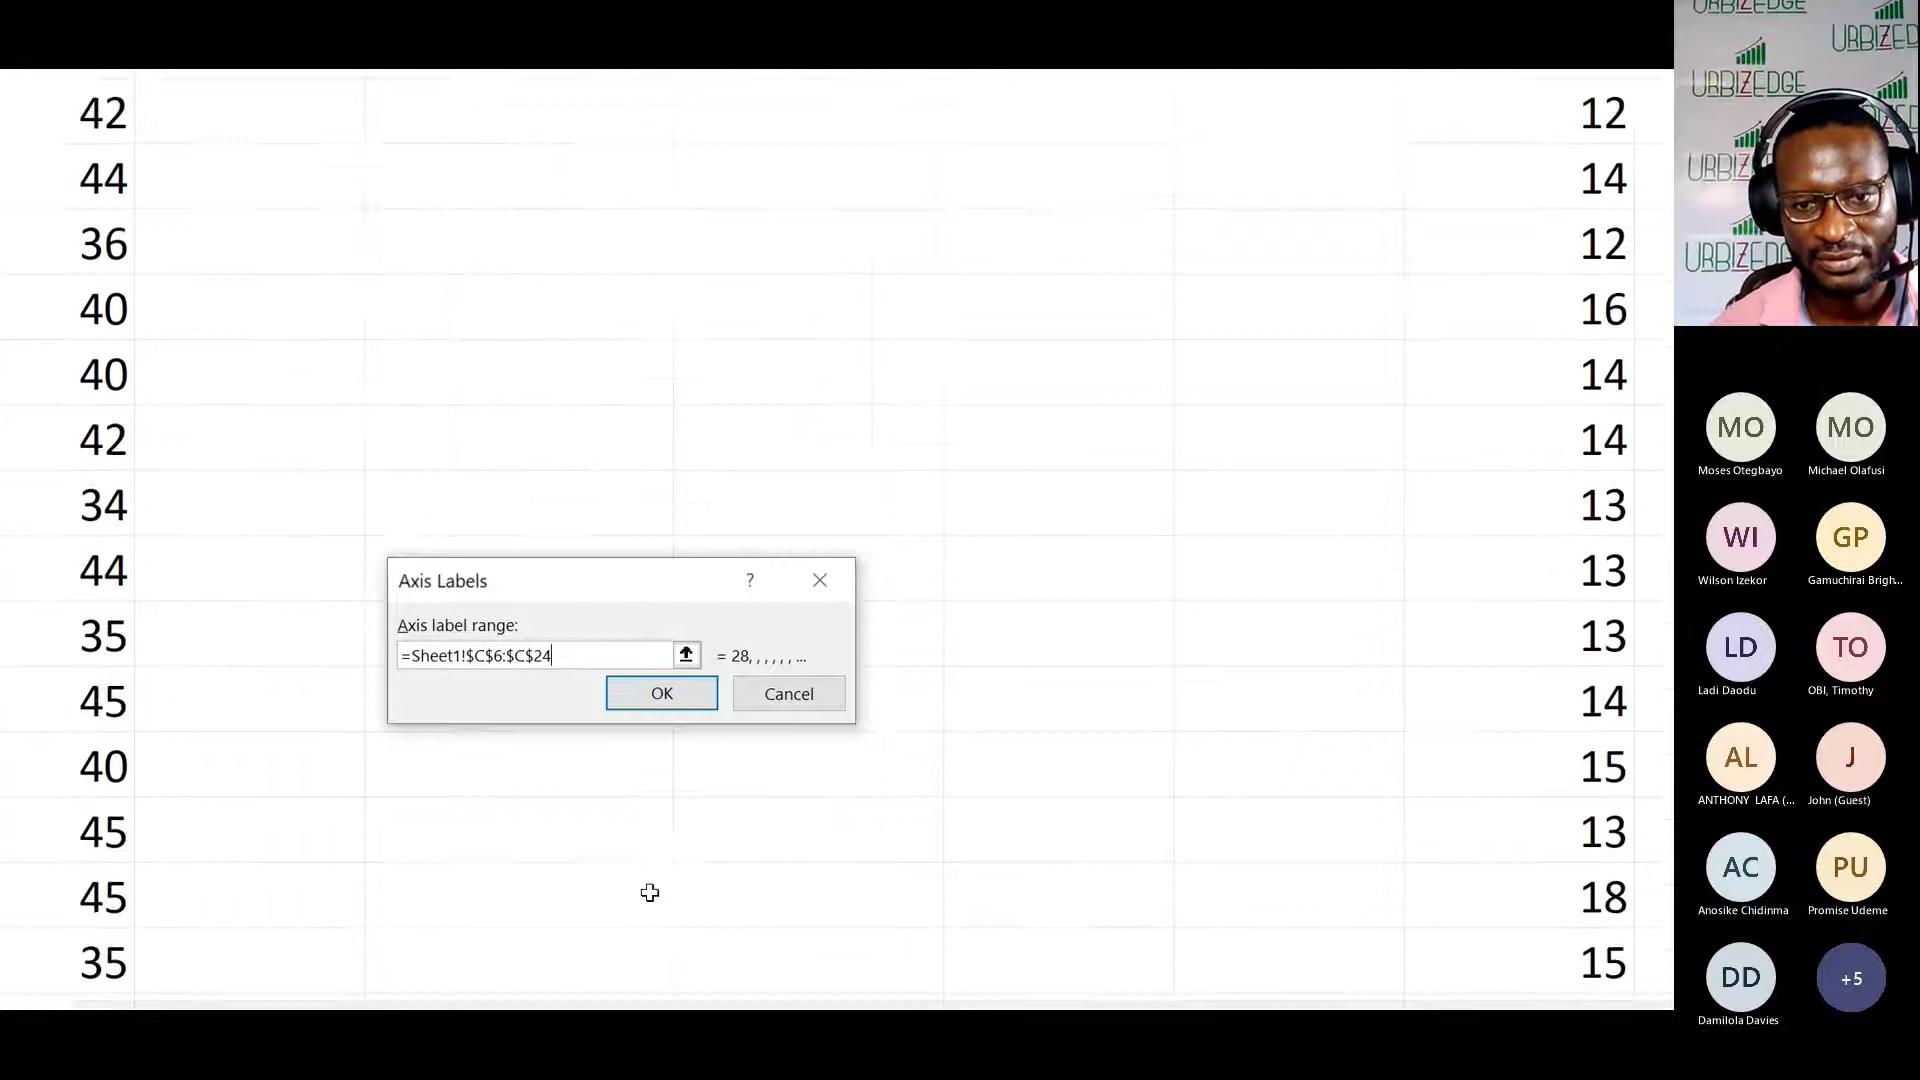 42
12
44
14
36
12
40
16
40
14
42
14
34
13
44
13
35
13
45
14
40
15
45
13
45
18
35
15
Axis Labels
?
Axis label range:
=Sheet1!$C$6:$C$24
= 28, , , , , , ...
OK
Cancel
URBIZEDGE
URBIZED
URBIZEDGE
URBIZ
URBIZEDGE
MO
MO
Moses Otegbayo
Michael Olafusi
WI
GP
Wilson Izekor
Gamuchirai Brigh...
LD
TO
Ladi Daodu
OBI, Timothy
AL
J
ANTHONY LAFA (...
John (Guest)
AC
PU
Anosike Chidinma
Promise Udeme
DD
+5
Damilola Davies